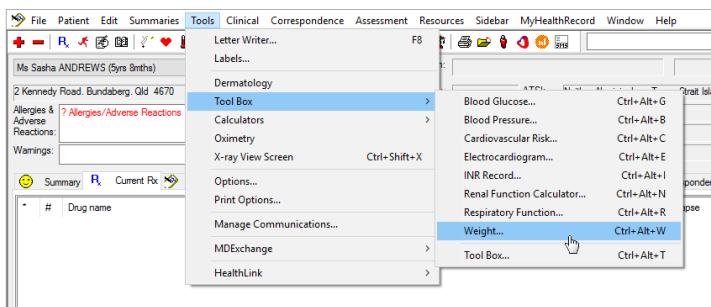 File Patient Edit Summaries Tools Clinical Correspondence Assessment Resources Sidebar MyHealthRecord Window Help
Ms Sasha ANDREWS (5yrs 8mths)
2 Kennedy Road. Bundaberg. Qld 4670
Allergies &
Adverse
Reactions:
? Allergies/Adverse Reactions
Warnings:
Summary Rx Current Rx
# Drug name
Letter Writer... F8
Labels...
Dermatology
Tool Box >
Calculators >
Oximetry
X-ray View Screen Ctrl+Shift+X
Options...
Print Options...
Manage Communications...
MDExchange >
HealthLink >
Blood Glucose... Ctrl+Alt+G
Blood Pressure... Ctrl+Alt+B
Cardiovascular Risk... Ctrl+Alt+C
Electrocardiogram... Ctrl+Alt+E
INR Record... Ctrl+Alt+I
Renal Function Calculator... Ctrl+Alt+N
Respiratory Function... Ctrl+Alt+R
Weight... Ctrl+Alt+W
Tool Box... Ctrl+Alt+T